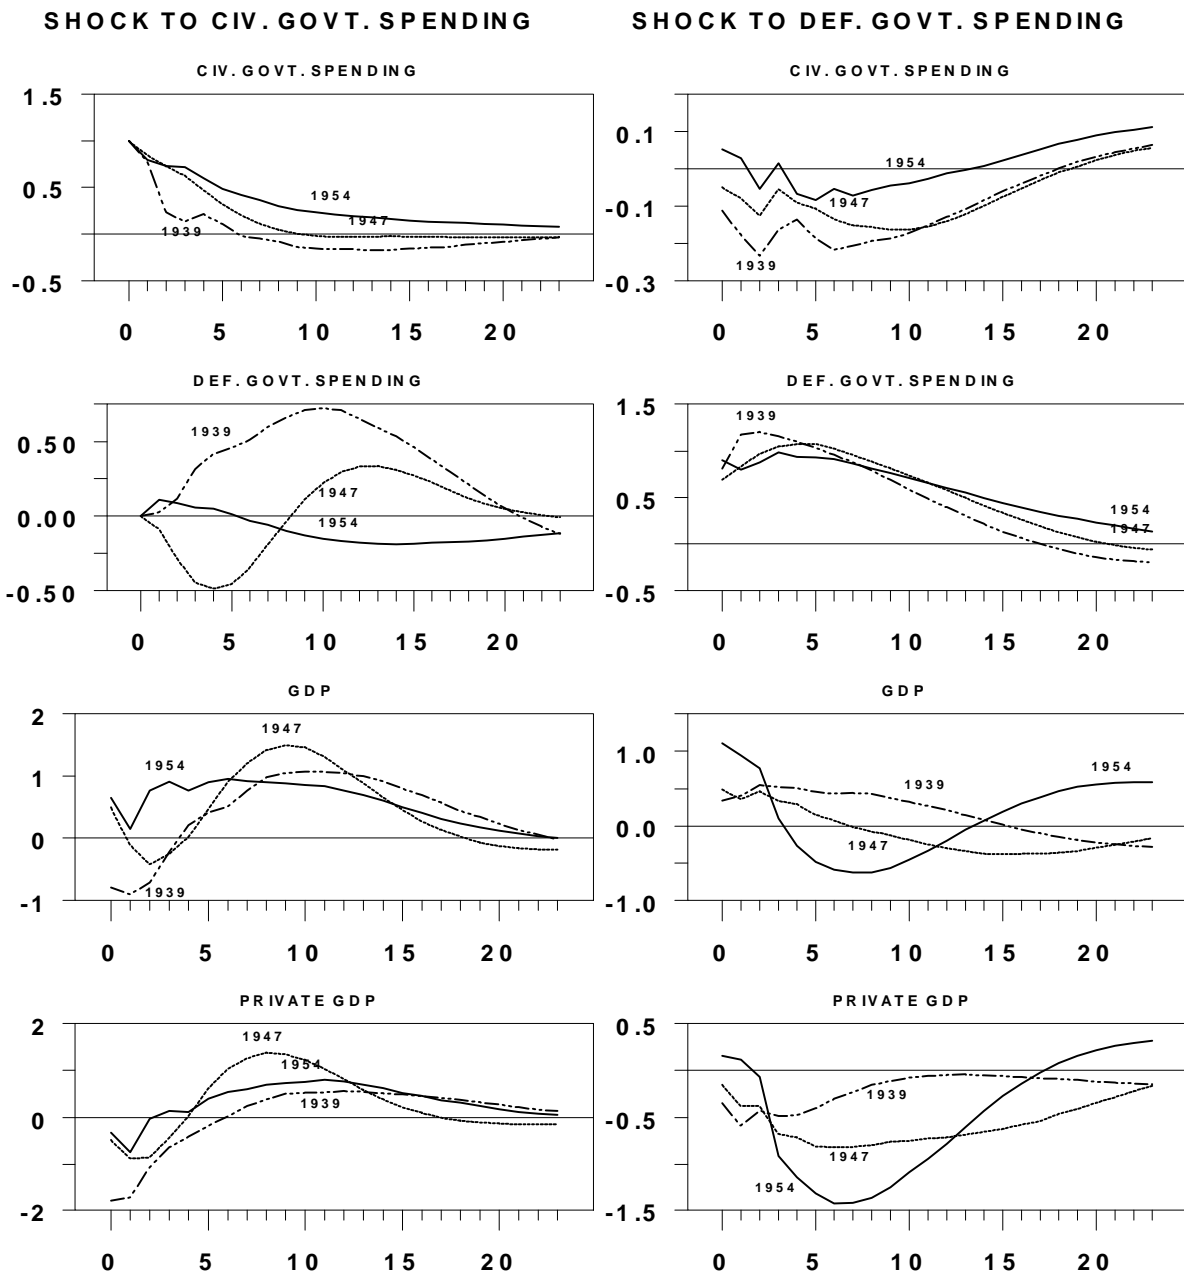 SHOCK TO CIV. GOVT. SPENDING
SHOCK TO DEF. GOVT. SPENDING
CIV. GOVT. SPENDING
1.5
0.5
-0.5
1954
1947
1939
0 5 10 15 20
CIV. GOVT. SPENDING
0.1
-0.1
-0.3
1954
1947
1939
0 5 10 15 20
DEF. GOVT. SPENDING
0.50
0.00
-0.50
1939
1947
1954
0 5 10 15 20
DEF. GOVT. SPENDING
1.5
0.5
-0.5
1939
1954
1947
0 5 10 15 20
GDP
2
1
0
-1
1947
1954
1939
0 5 10 15 20
GDP
1.0
0.0
-1.0
1954
1939
1947
0 5 10 15 20
PRIVATE GDP
2
0
-2
1947
1954
1939
0 5 10 15 20
PRIVATE GDP
0.5
-0.5
-1.5
1939
1947
1954
0 5 10 15 20